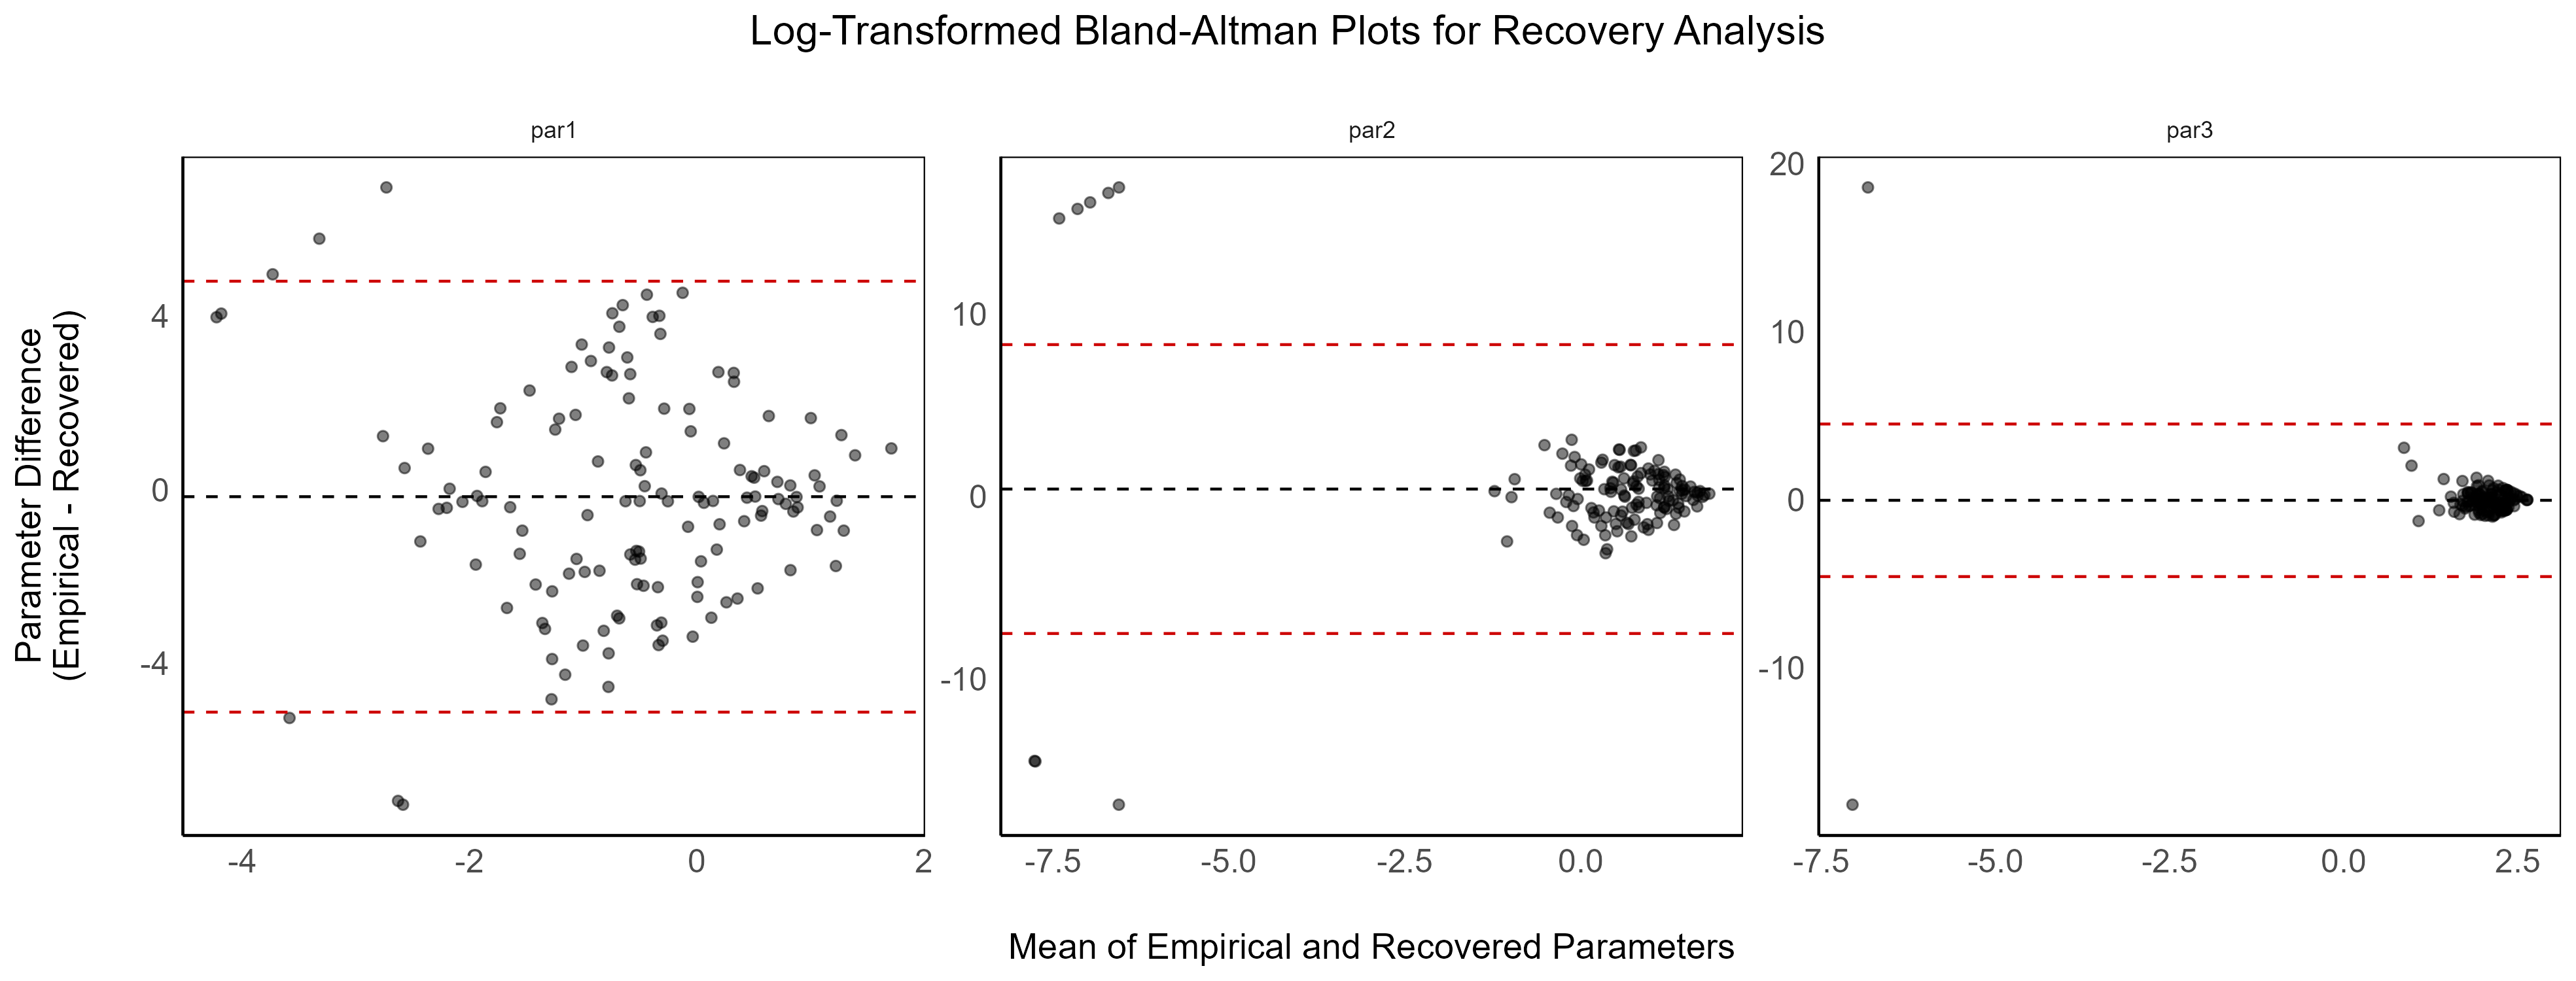 Log-Transformed Bland-Altman Plots for Recovery Analysis
par1
par2
par3
Parameter Difference
(Empirical - Recovered)
4
0
-4
10
0
-10
20
10
0
-10
-4 -2 0 2
-7.5 -5.0 -2.5 0.0
-7.5 -5.0 -2.5 0.0 2.5
Mean of Empirical and Recovered Parameters